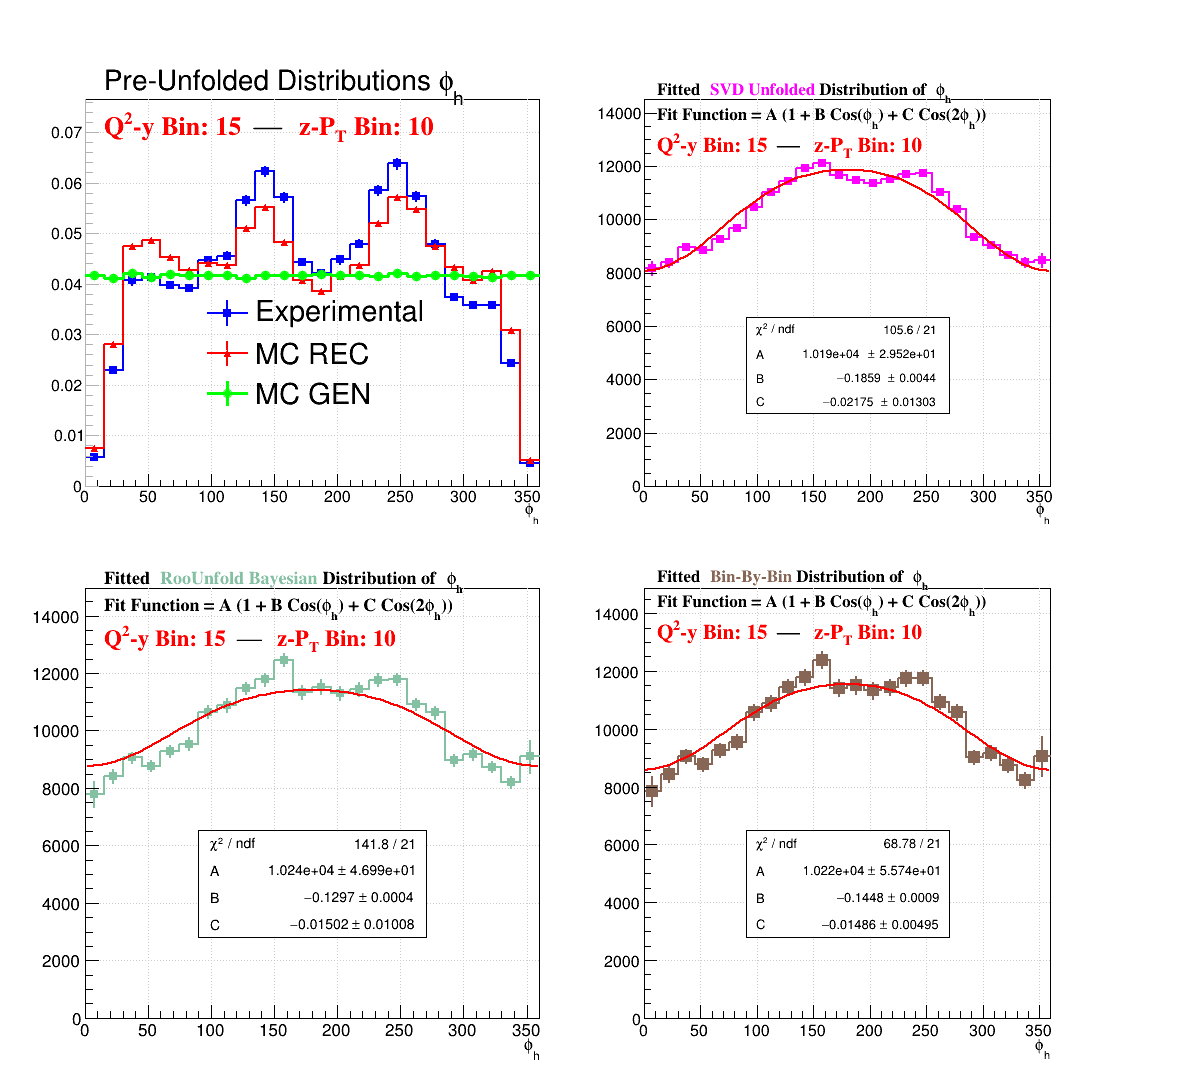 Pre-Unfolded Distributions ϕh
Q2-y Bin: 15 — z-PT Bin: 10
0.07
0.06
0.05
0.04
0.03
0.02
0.01
0
Experimental
MC REC
MC GEN
0 50 100 150 200 250 300 350
ϕh
Fitted SVD Unfolded Distribution of ϕh
Fit Function = A (1 + B Cos(ϕh) + C Cos(2ϕh))
Q2-y Bin: 15 — z-PT Bin: 10
14000
12000
10000
8000
6000
4000
2000
0
χ2 / ndf 105.6 / 21
A 1.019e+04 ± 2.952e+01
B −0.1859 ± 0.0044
C −0.02175 ± 0.01303
0 50 100 150 200 250 300 350
ϕh
Fitted RooUnfold Bayesian Distribution of ϕh
Fit Function = A (1 + B Cos(ϕh) + C Cos(2ϕh))
Q2-y Bin: 15 — z-PT Bin: 10
14000
12000
10000
8000
6000
4000
2000
0
χ2 / ndf 141.8 / 21
A 1.024e+04 ± 4.699e+01
B −0.1297 ± 0.0004
C −0.01502 ± 0.01008
0 50 100 150 200 250 300 350
ϕh
Fitted Bin-By-Bin Distribution of ϕh
Fit Function = A (1 + B Cos(ϕh) + C Cos(2ϕh))
Q2-y Bin: 15 — z-PT Bin: 10
14000
12000
10000
8000
6000
4000
2000
0
χ2 / ndf 68.78 / 21
A 1.022e+04 ± 5.574e+01
B −0.1448 ± 0.0009
C −0.01486 ± 0.00495
0 50 100 150 200 250 300 350
ϕh